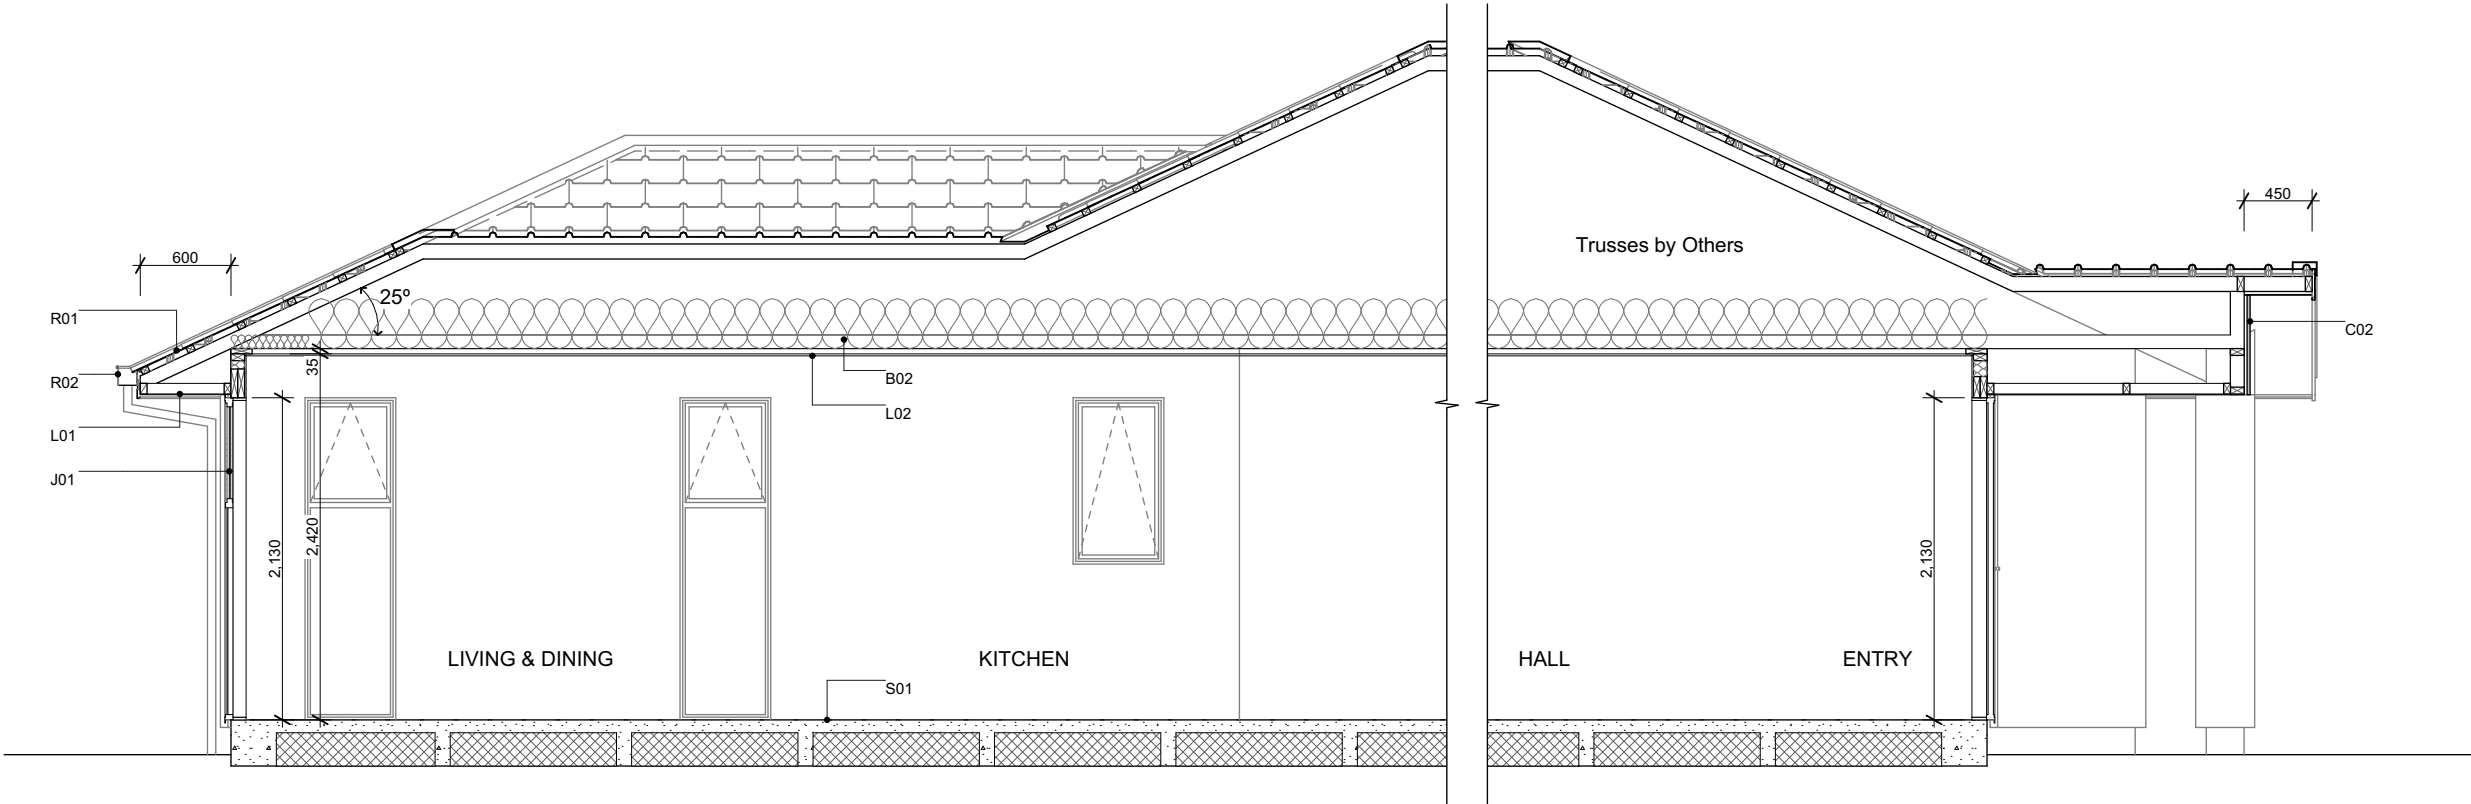 450
600
Trusses by Others
25º
R01
C02
35
R02
B02
L02
L01
J01
2,420
2,130
2,130
LIVING & DINING
KITCHEN
HALL
ENTRY
S01